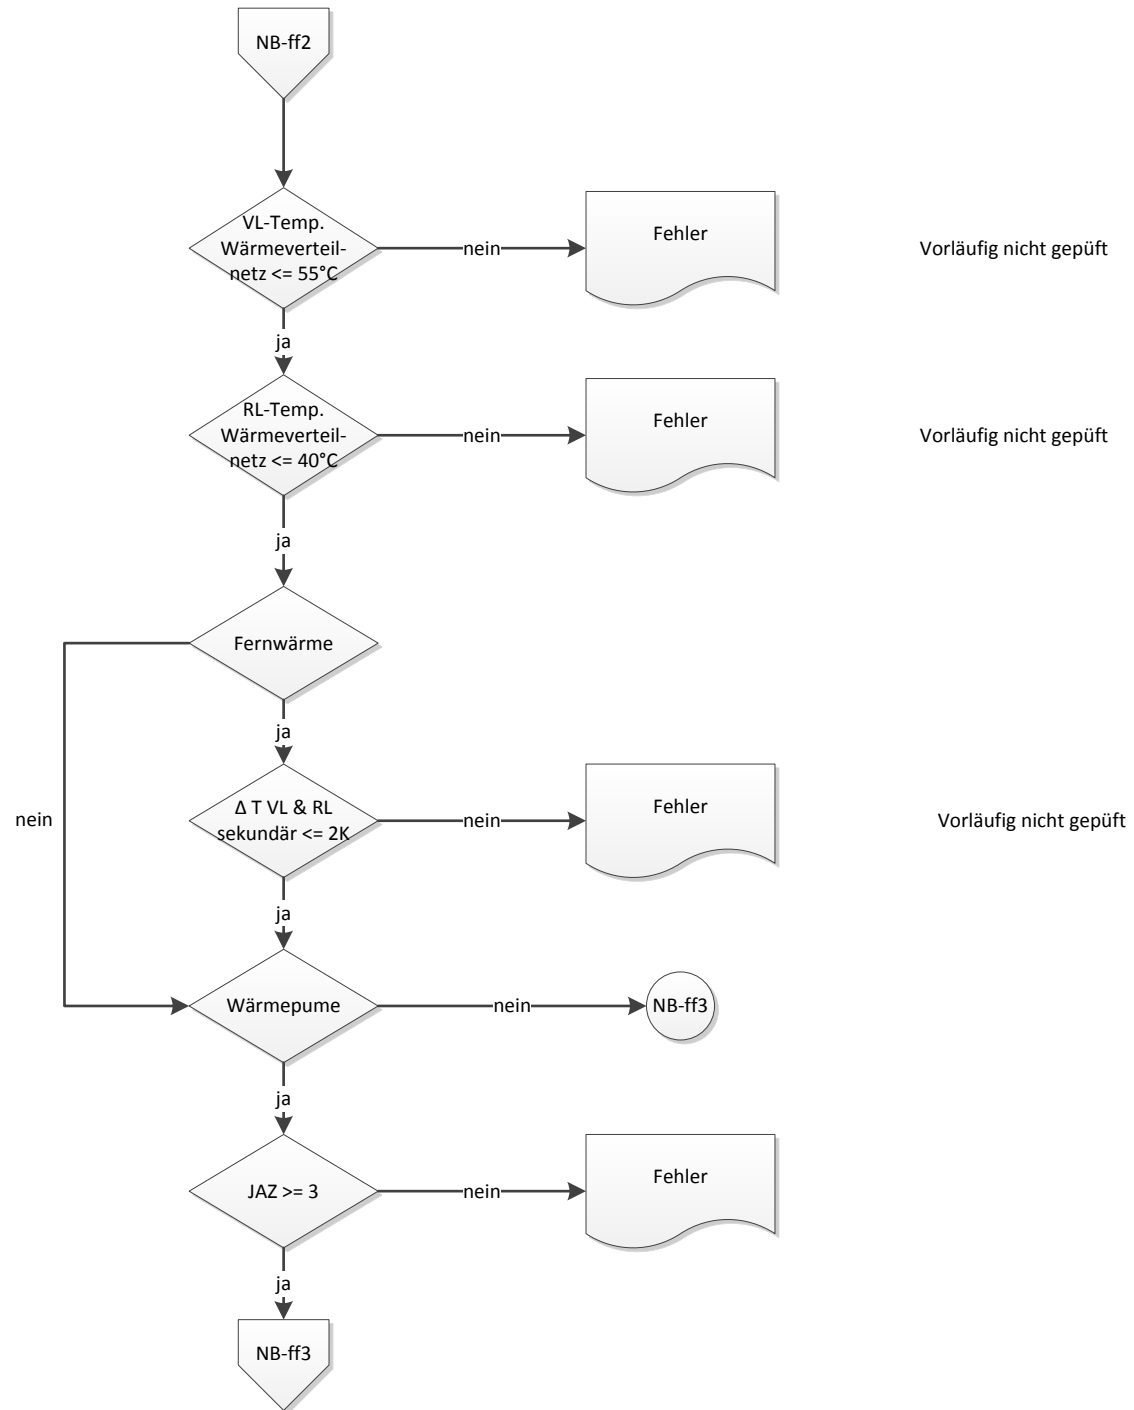 NB-ff2
VL-Temp.
Wärmeverteil-
netz <= 55°C
nein
Fehler
Vorläufig nicht gepüft
ja
RL-Temp.
Wärmeverteil-
netz <= 40°C
nein
Fehler
Vorläufig nicht gepüft
ja
Fernwärme
ja
nein
Δ T VL & RL
sekundär <= 2K
nein
Fehler
Vorläufig nicht gepüft
ja
Wärmepume
nein
NB-ff3
ja
JAZ >= 3
nein
Fehler
ja
NB-ff3